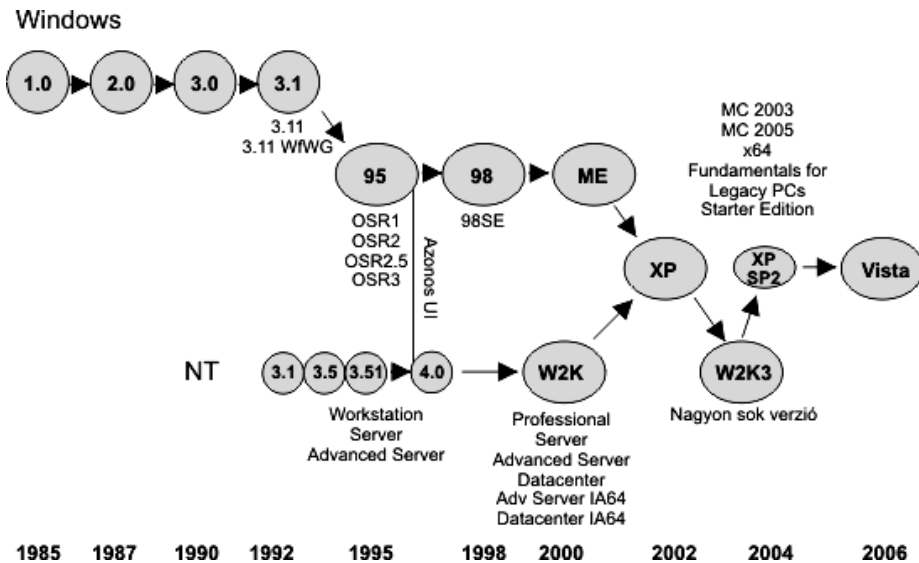 Windows
1.0
2.0
3.0
3.1
3.11
3.11 WfWG
95
OSR1
OSR2
OSR2.5
OSR3
98
98SE
ME
Azonos UI
XP
MC 2003
MC 2005
x64
Fundamentals for
Legacy PCs
Starter Edition
XP
SP2
Vista
NT
3.1
3.5
3.51
4.0
Workstation
Server
Advanced Server
W2K
Professional
Server
Advanced Server
Datacenter
Adv Server IA64
Datacenter IA64
W2K3
Nagyon sok verzió
1985 1987 1990 1992 1995 1998 2000 2002 2004 2006